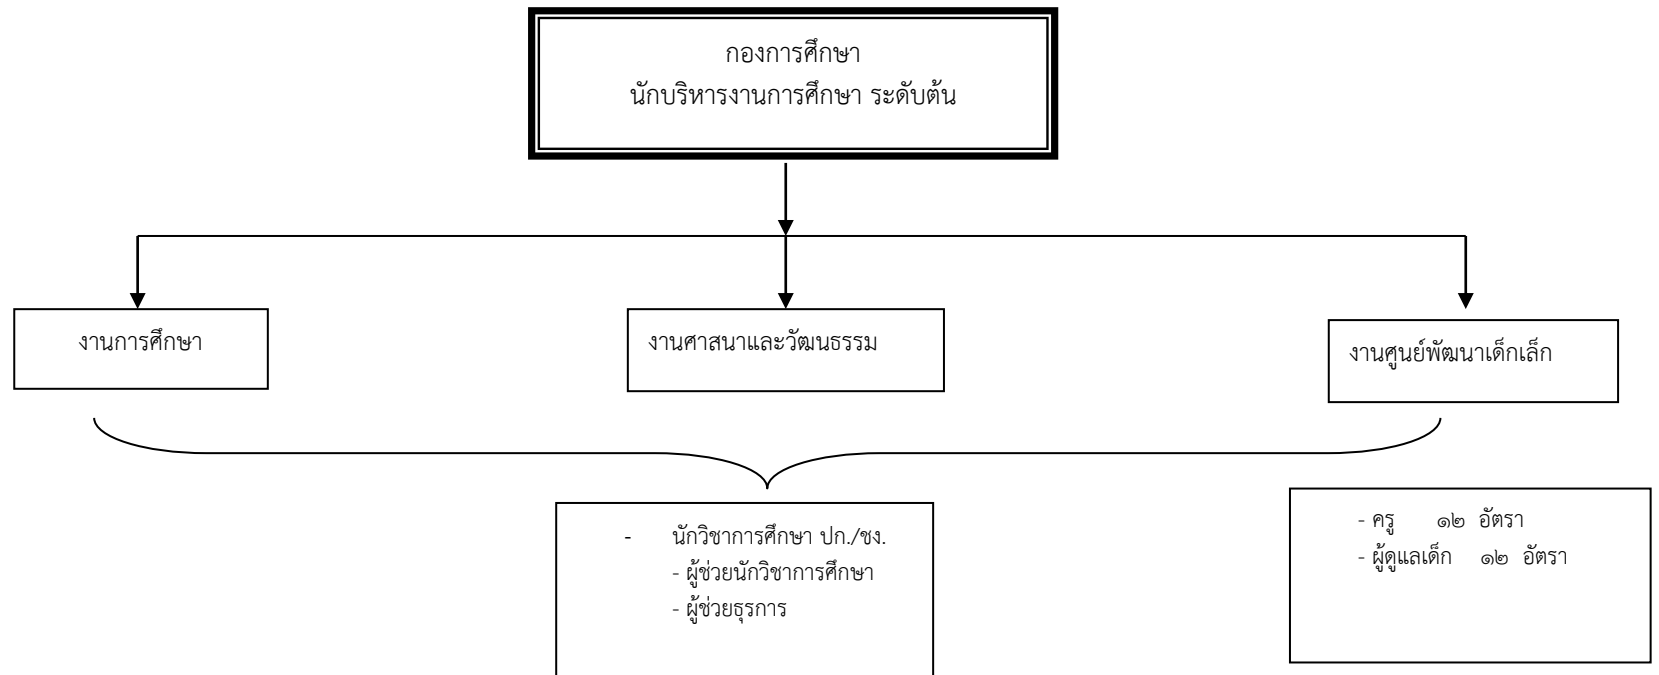 กองการศึกษา
นักบริหารงานการศึกษา ระดับต้น
งานการศึกษา
งานศาสนาและวัฒนธรรม
งานศูนย์พัฒนาเด็กเล็ก
- นักวิชาการศึกษา ปก./ชง.
- ผู้ช่วยนักวิชาการศึกษา
- ผู้ช่วยธุรการ
- ครู ๑๒ อัตรา
- ผู้ดูแลเด็ก ๑๒ อัตรา